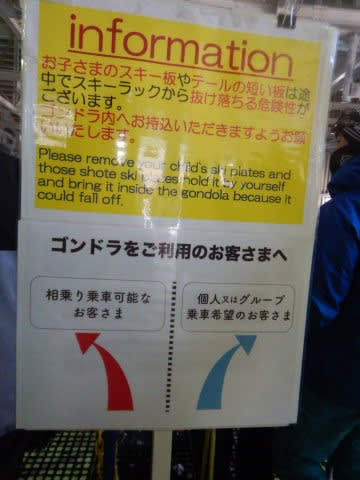 information
お子さまのスキー板やテールの短い板は途
中でスキーラックから抜け落ちる危険性が
ございます。
ゴンドラ内へお持込いただきますようお願
いいたします。
Please remove your child's ski plates and
those shote ski plates,hold it by yourself
and bring it inside the gondola because it
could fall off.
ゴンドラをご利用のお客さまへ
相乗り乗車可能な
お客さま
個人又はグループ
乗車希望のお客さま